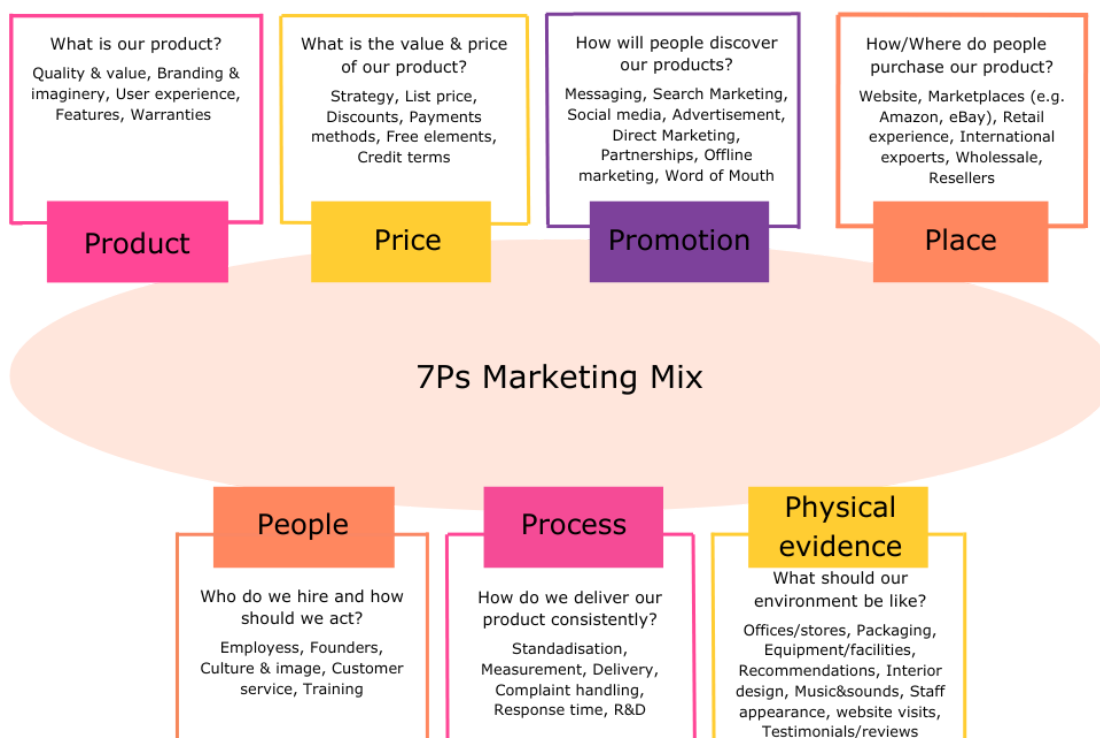 What is our product?
Quality & value, Branding &
imaginery, User experience,
Features, Warranties
Product
What is the value & price
of our product?
Strategy, List price,
Discounts, Payments
methods, Free elements,
Credit terms
Price
How will people discover
our products?
Messaging, Search Marketing,
Social media, Advertisement,
Direct Marketing,
Partnerships, Offline
marketing, Word of Mouth
Promotion
How/Where do people
purchase our product?
Website, Marketplaces (e.g.
Amazon, eBay), Retail
experience, International
expoerts, Wholessale,
Resellers
Place
7Ps Marketing Mix
People
Who do we hire and how
should we act?
Employess, Founders,
Culture & image, Customer
service, Training
Process
How do we deliver our
product consistently?
Standadisation,
Measurement, Delivery,
Complaint handling,
Response time, R&D
Physical
evidence
What should our
environment be like?
Offices/stores, Packaging,
Equipment/facilities,
Recommendations, Interior
design, Music&sounds, Staff
appearance, website visits,
Testimonials/reviews